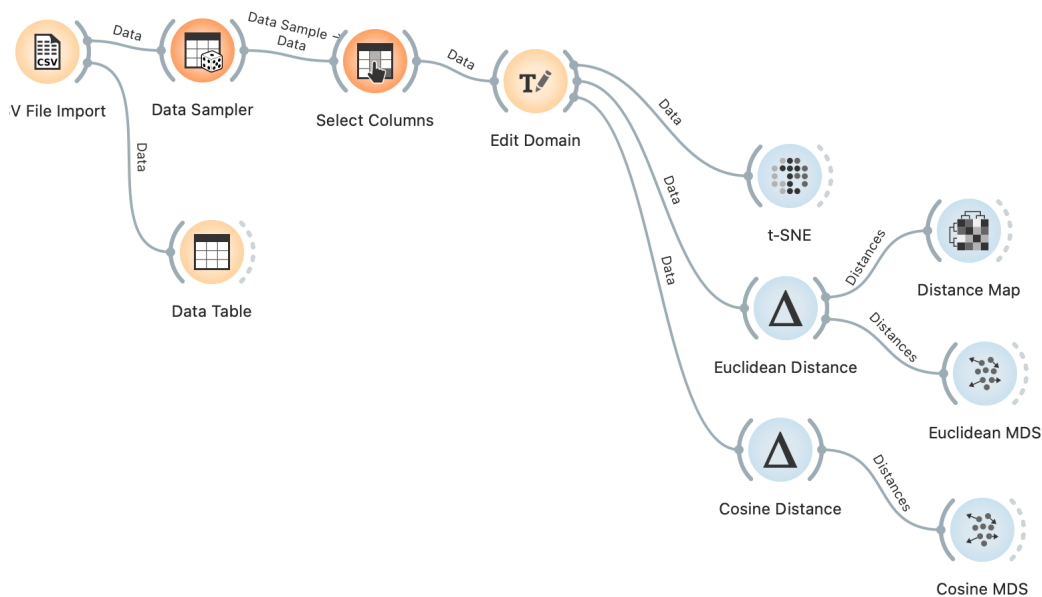 Data
Data Sample →
Data
Data
CSV
V File Import
Data Sampler
Select Columns
T
Edit Domain
Data
Data
Data
Data
t-SNE
Data Table
Distances
Distance Map
Euclidean Distance
Distances
Euclidean MDS
Cosine Distance
Distances
Cosine MDS